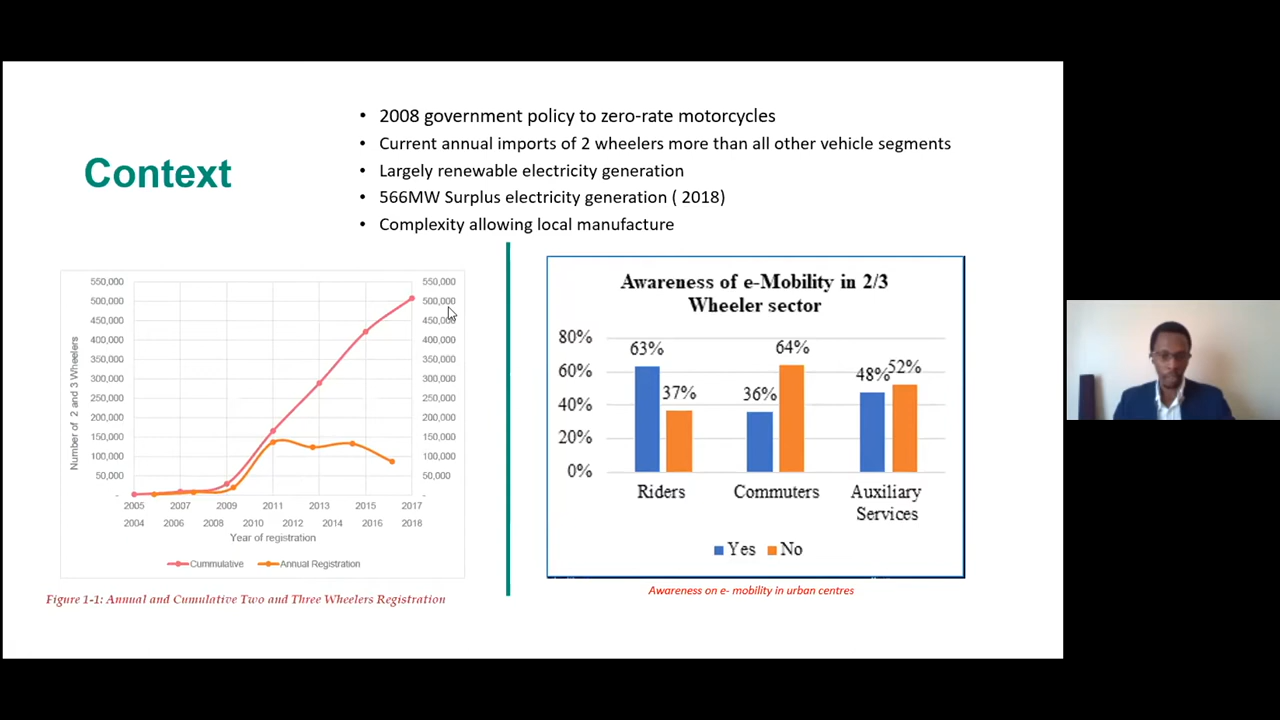 Context
• 2008 government policy to zero-rate motorcycles
• Current annual imports of 2 wheelers more than all other vehicle segments
• Largely renewable electricity generation
• 566MW Surplus electricity generation ( 2018)
• Complexity allowing local manufacture
550,000 550,000
500,000 500,000
450,000 450,000
400,000 400,000
350,000 350,000
300,000 300,000
250,000 250,000
200,000 200,000
150,000 150,000
100,000 100,000
50,000 50,000
- -
Number of 2 and 3 Wheelers
2005 2007 2009 2011 2013 2015 2017
2004 2006 2008 2010 2012 2014 2016 2018
Year of registration
Cummulative Annual Registration
Figure 1-1: Annual and Cumulative Two and Three Wheelers Registration
Awareness of e-Mobility in 2/3
Wheeler sector
80%
60%
40%
20%
0%
63% 37% 36% 64% 48% 52%
Riders Commuters Auxiliary
Services
Yes No
Awareness on e- mobility in urban centres